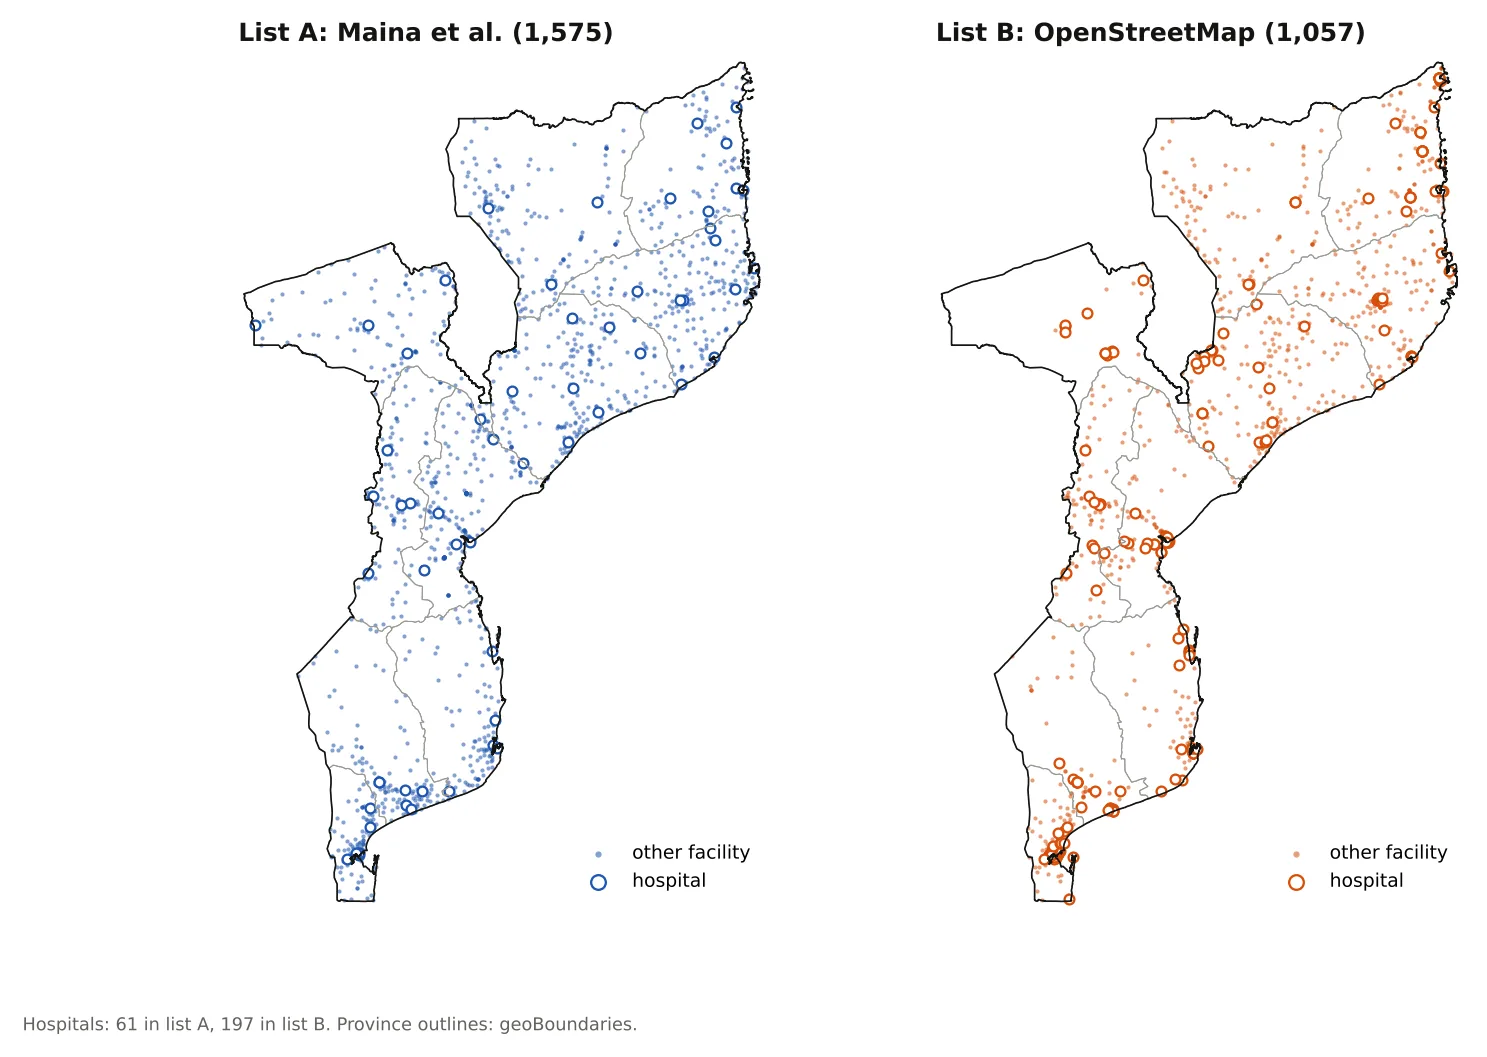 List A: Maina et al. (1,575)
List B: OpenStreetMap (1,057)
other facility
hospital
other facility
hospital
Hospitals: 61 in list A, 197 in list B. Province outlines: geoBoundaries.